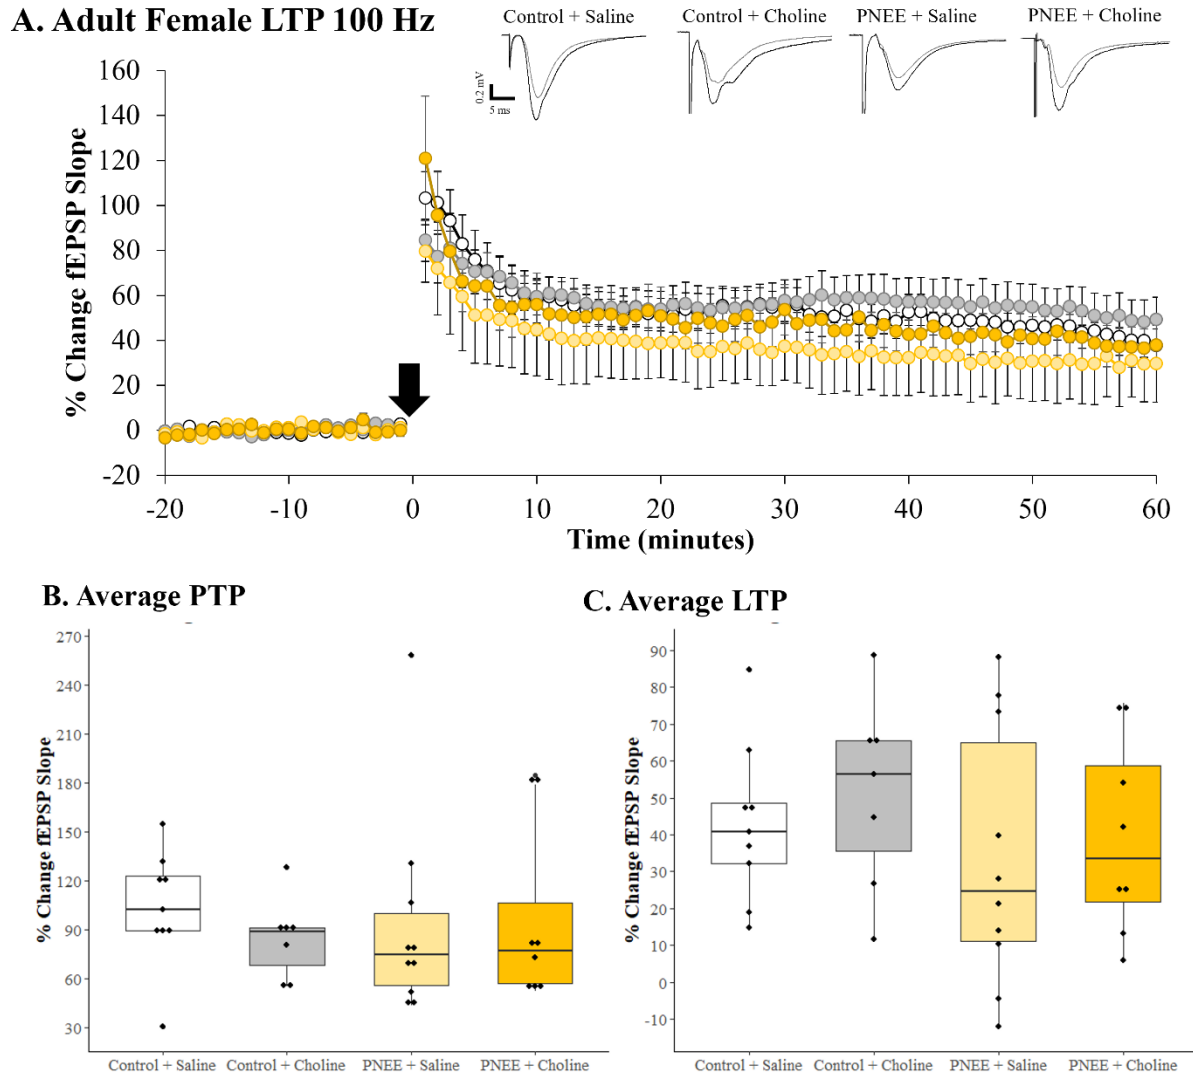 A. Adult Female LTP 100 Hz
Control + Saline
Control + Choline
PNEE + Saline
PNEE + Choline
0.2 mV
5 ms
% Change fEPSP Slope
160
140
120
100
80
60
40
20
0
-20
-20
-10
0
10
20
30
40
50
60
Time (minutes)
B. Average PTP
% Change fEPSP Slope
270
240
210
180
150
120
90
60
30
Control + Saline
Control + Choline
PNEE + Saline
PNEE + Choline
C. Average LTP
% Change fEPSP Slope
90
80
70
60
50
40
30
20
10
0
-10
Control + Saline
Control + Choline
PNEE + Saline
PNEE + Choline